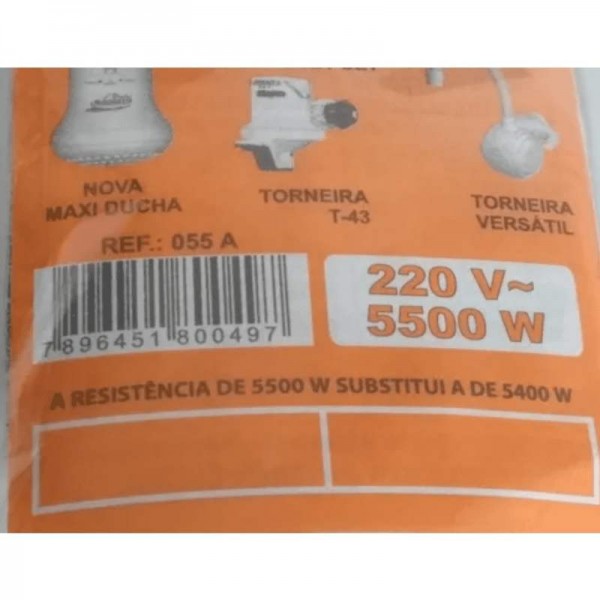 NOVA
MAXI DUCHA
TORNEIRA
T-43
TORNEIRA
VERSÁTIL
REF.: 055 A
7 896451 800497
220 V~
5500 W
A RESISTÊNCIA DE 5500 W SUBSTITUI A DE 5400 W